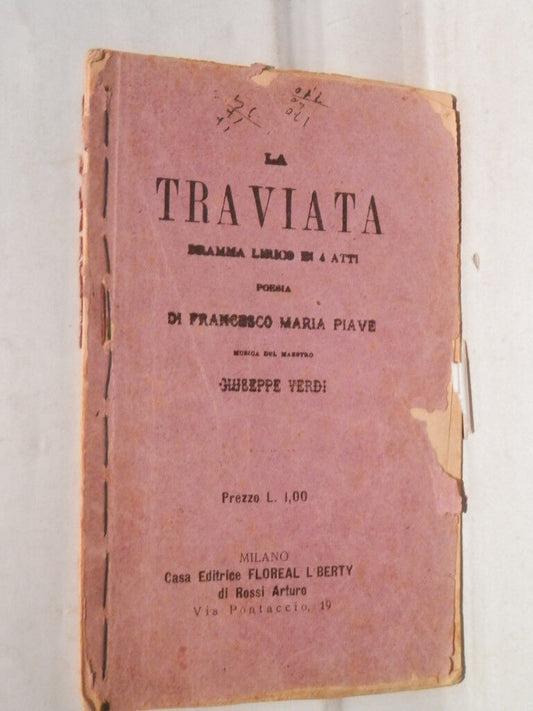 LA
TRAVIATA
DRAMMA LIRICO IN 4 ATTI
POESIA
DI FRANCESCO MARIA PIAVE
MUSICA DEL MAESTRO
GIUSEPPE VERDI
Prezzo L. 1,00
MILANO
Casa Editrice FLOREAL L BERTY
di Rossi Arturo
Via Pontaccio, 19